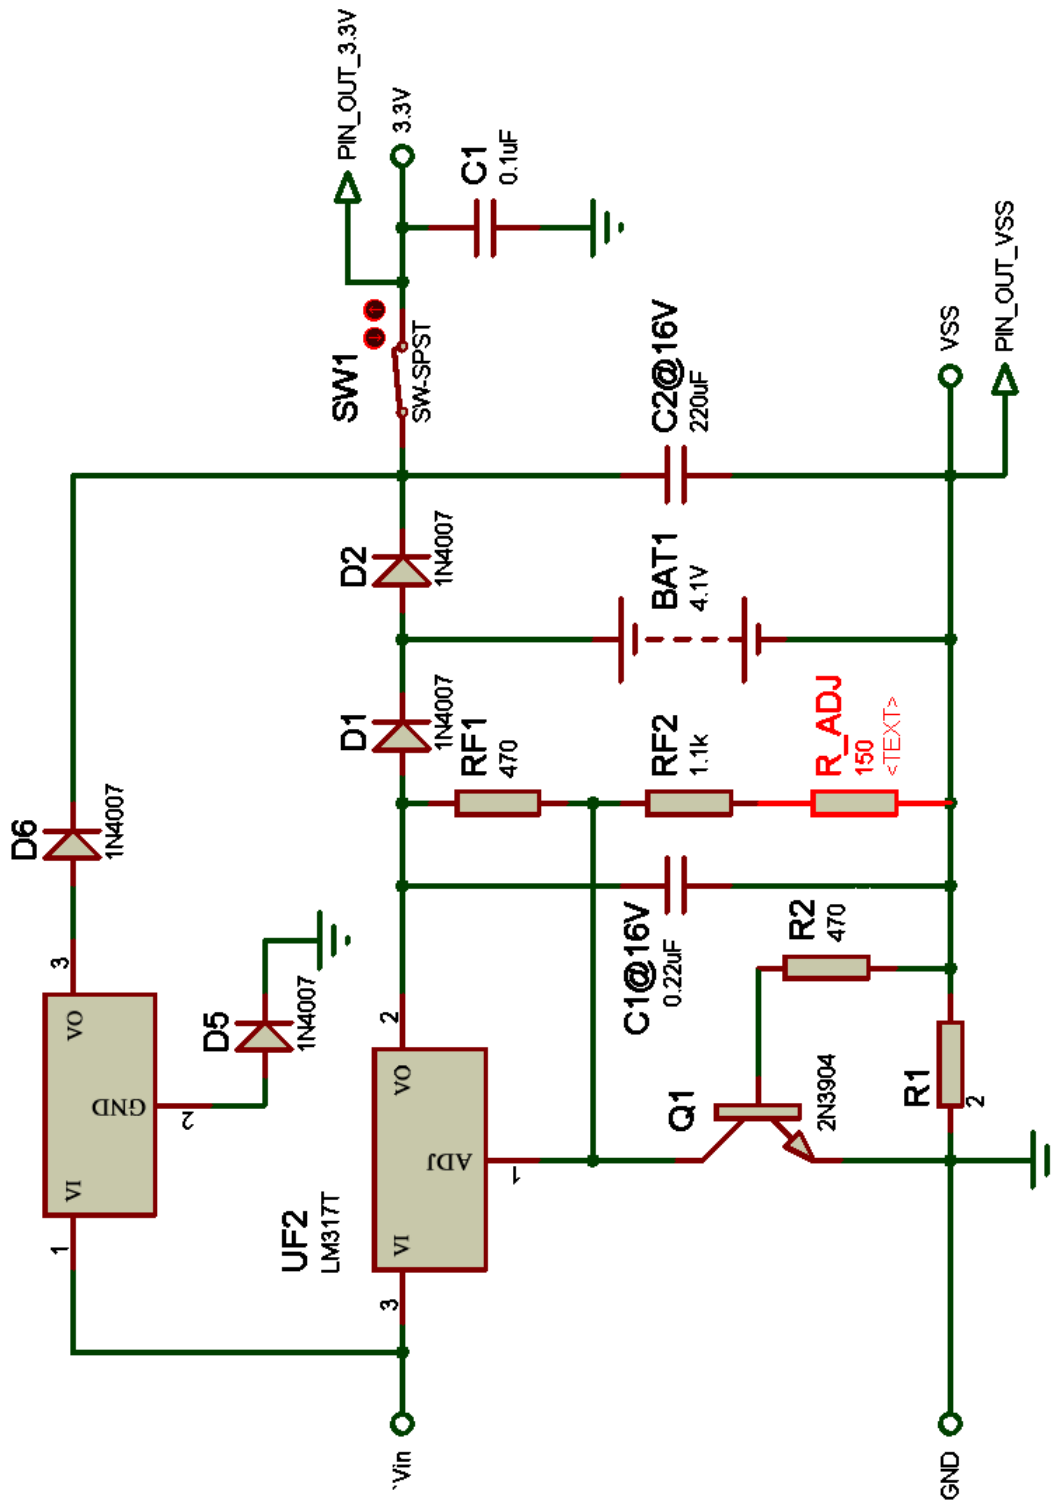 PIN_OUT_3.3V
3.3V
C1
0.1uF
SW1
SW-SPST
C2@16V
220uF
VSS
PIN_OUT_VSS
D2
1N4007
BAT1
4.1V
D1
1N4007
RF1
470
RF2
1.1k
R_ADJ
150
<TEXT>
D6
1N4007
3
VO
GND
VI
2
1
D5
1N4007
C1@16V
0.22uF
R2
470
2
VO
ADJ
VI
1
3
UF2
LM317T
Q1
2N3904
R1
2
`Vin
GND